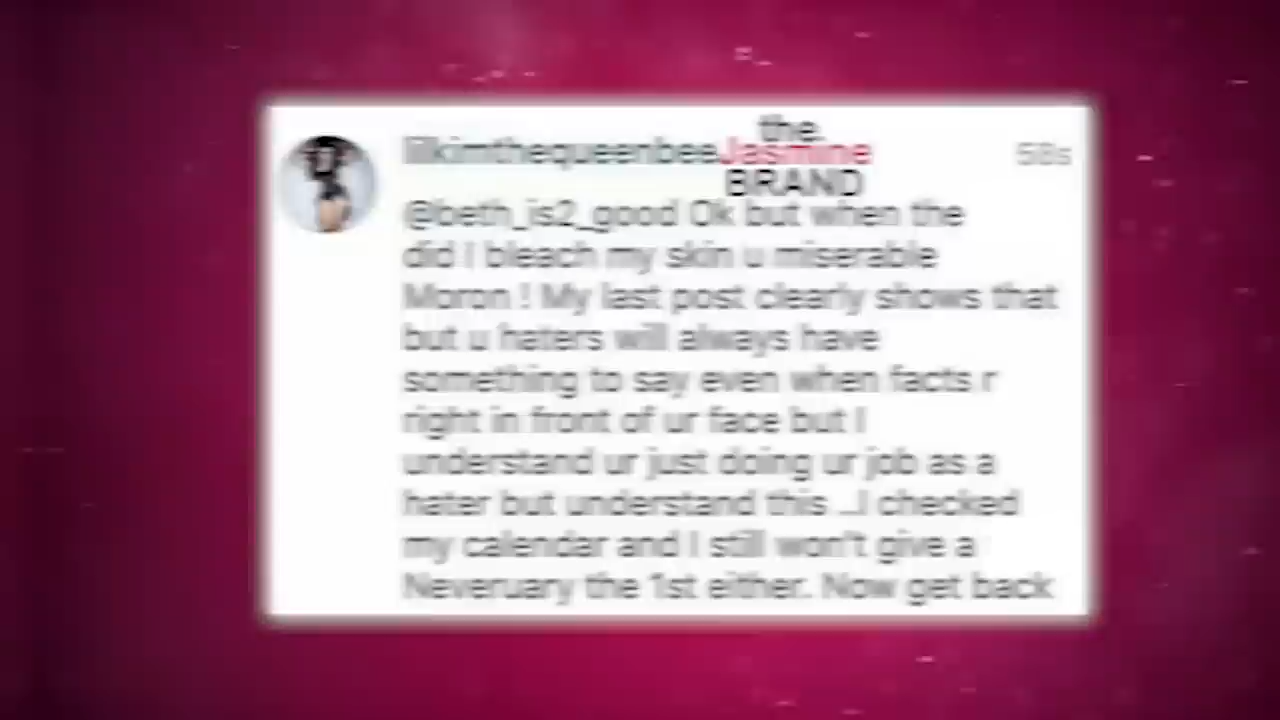 lilkimthequeenbee
the
Jasmine
BRAND
58s
@beth_is2_good Ok but when the
did I bleach my skin u miserable
Moron ! My last post clearly shows that
but u haters will always have
something to say even when facts r
right in front of ur face but I
understand ur just doing ur job as a
hater but understand this ..I checked
my calendar and I still won't give a
Neveruary the 1st either. Now get back